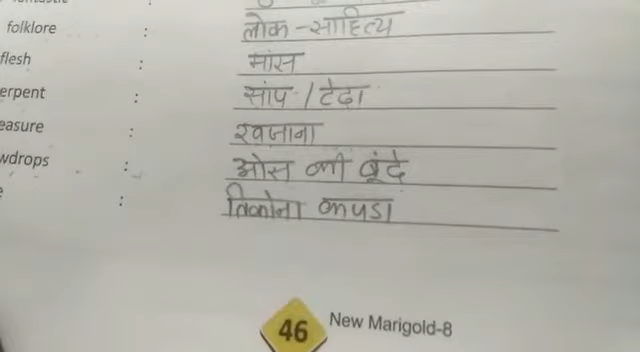 folklore : लोक-साहित्य
flesh : मांस
erpent : सांप / टेढा
easure : खजाना
wdrops : ओस की बूंदे
: तिकोना कपडा
46 New Marigold-8